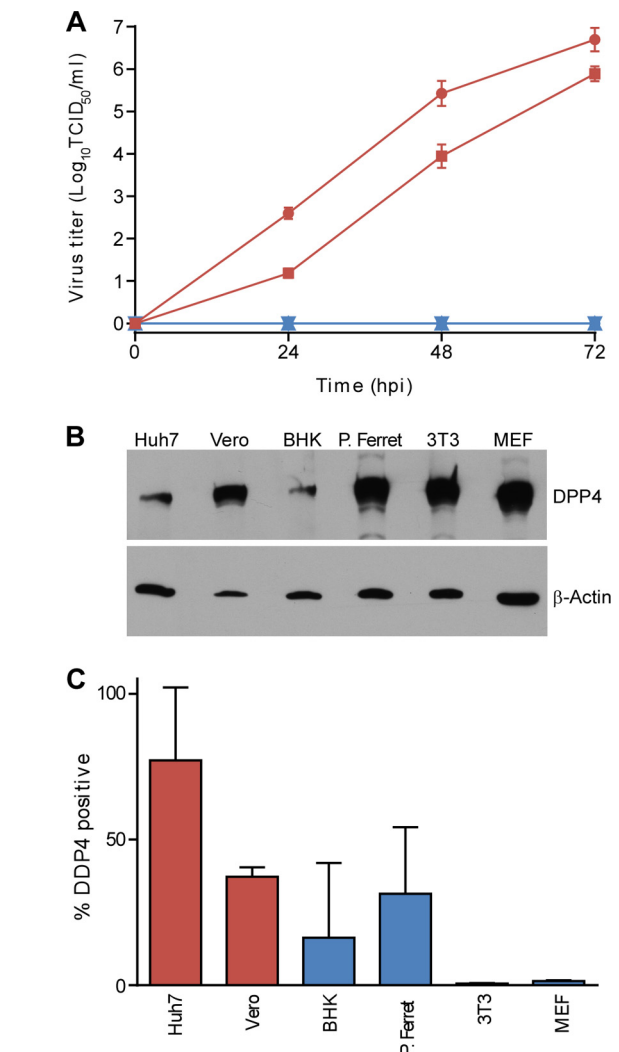 A
Virus titer (Log10TCID50/ml)
7
6
5
4
3
2
1
0
0 24 48 72
Time (hpi)
B
Huh7 Vero BHK P. Ferret 3T3 MEF
DPP4
β-Actin
C
% DDP4 positive
100
50
0
Huh7 Vero BHK P. Ferret 3T3 MEF